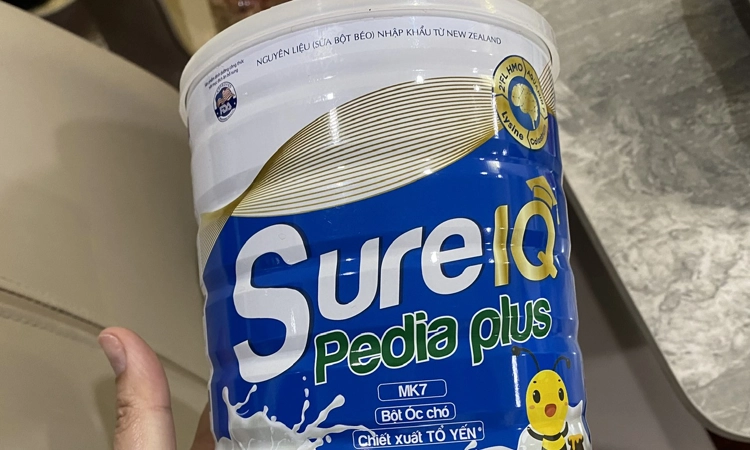 NGUYÊN LIỆU (SỮA BỘT BÉO) NHẬP KHẨU TỪ NEW ZEALAND
FDA
2'FL HMO
Lysine
SureIQ
Pedia plus
MK7
Bột Óc chó
Chiết xuất TỔ YẾN